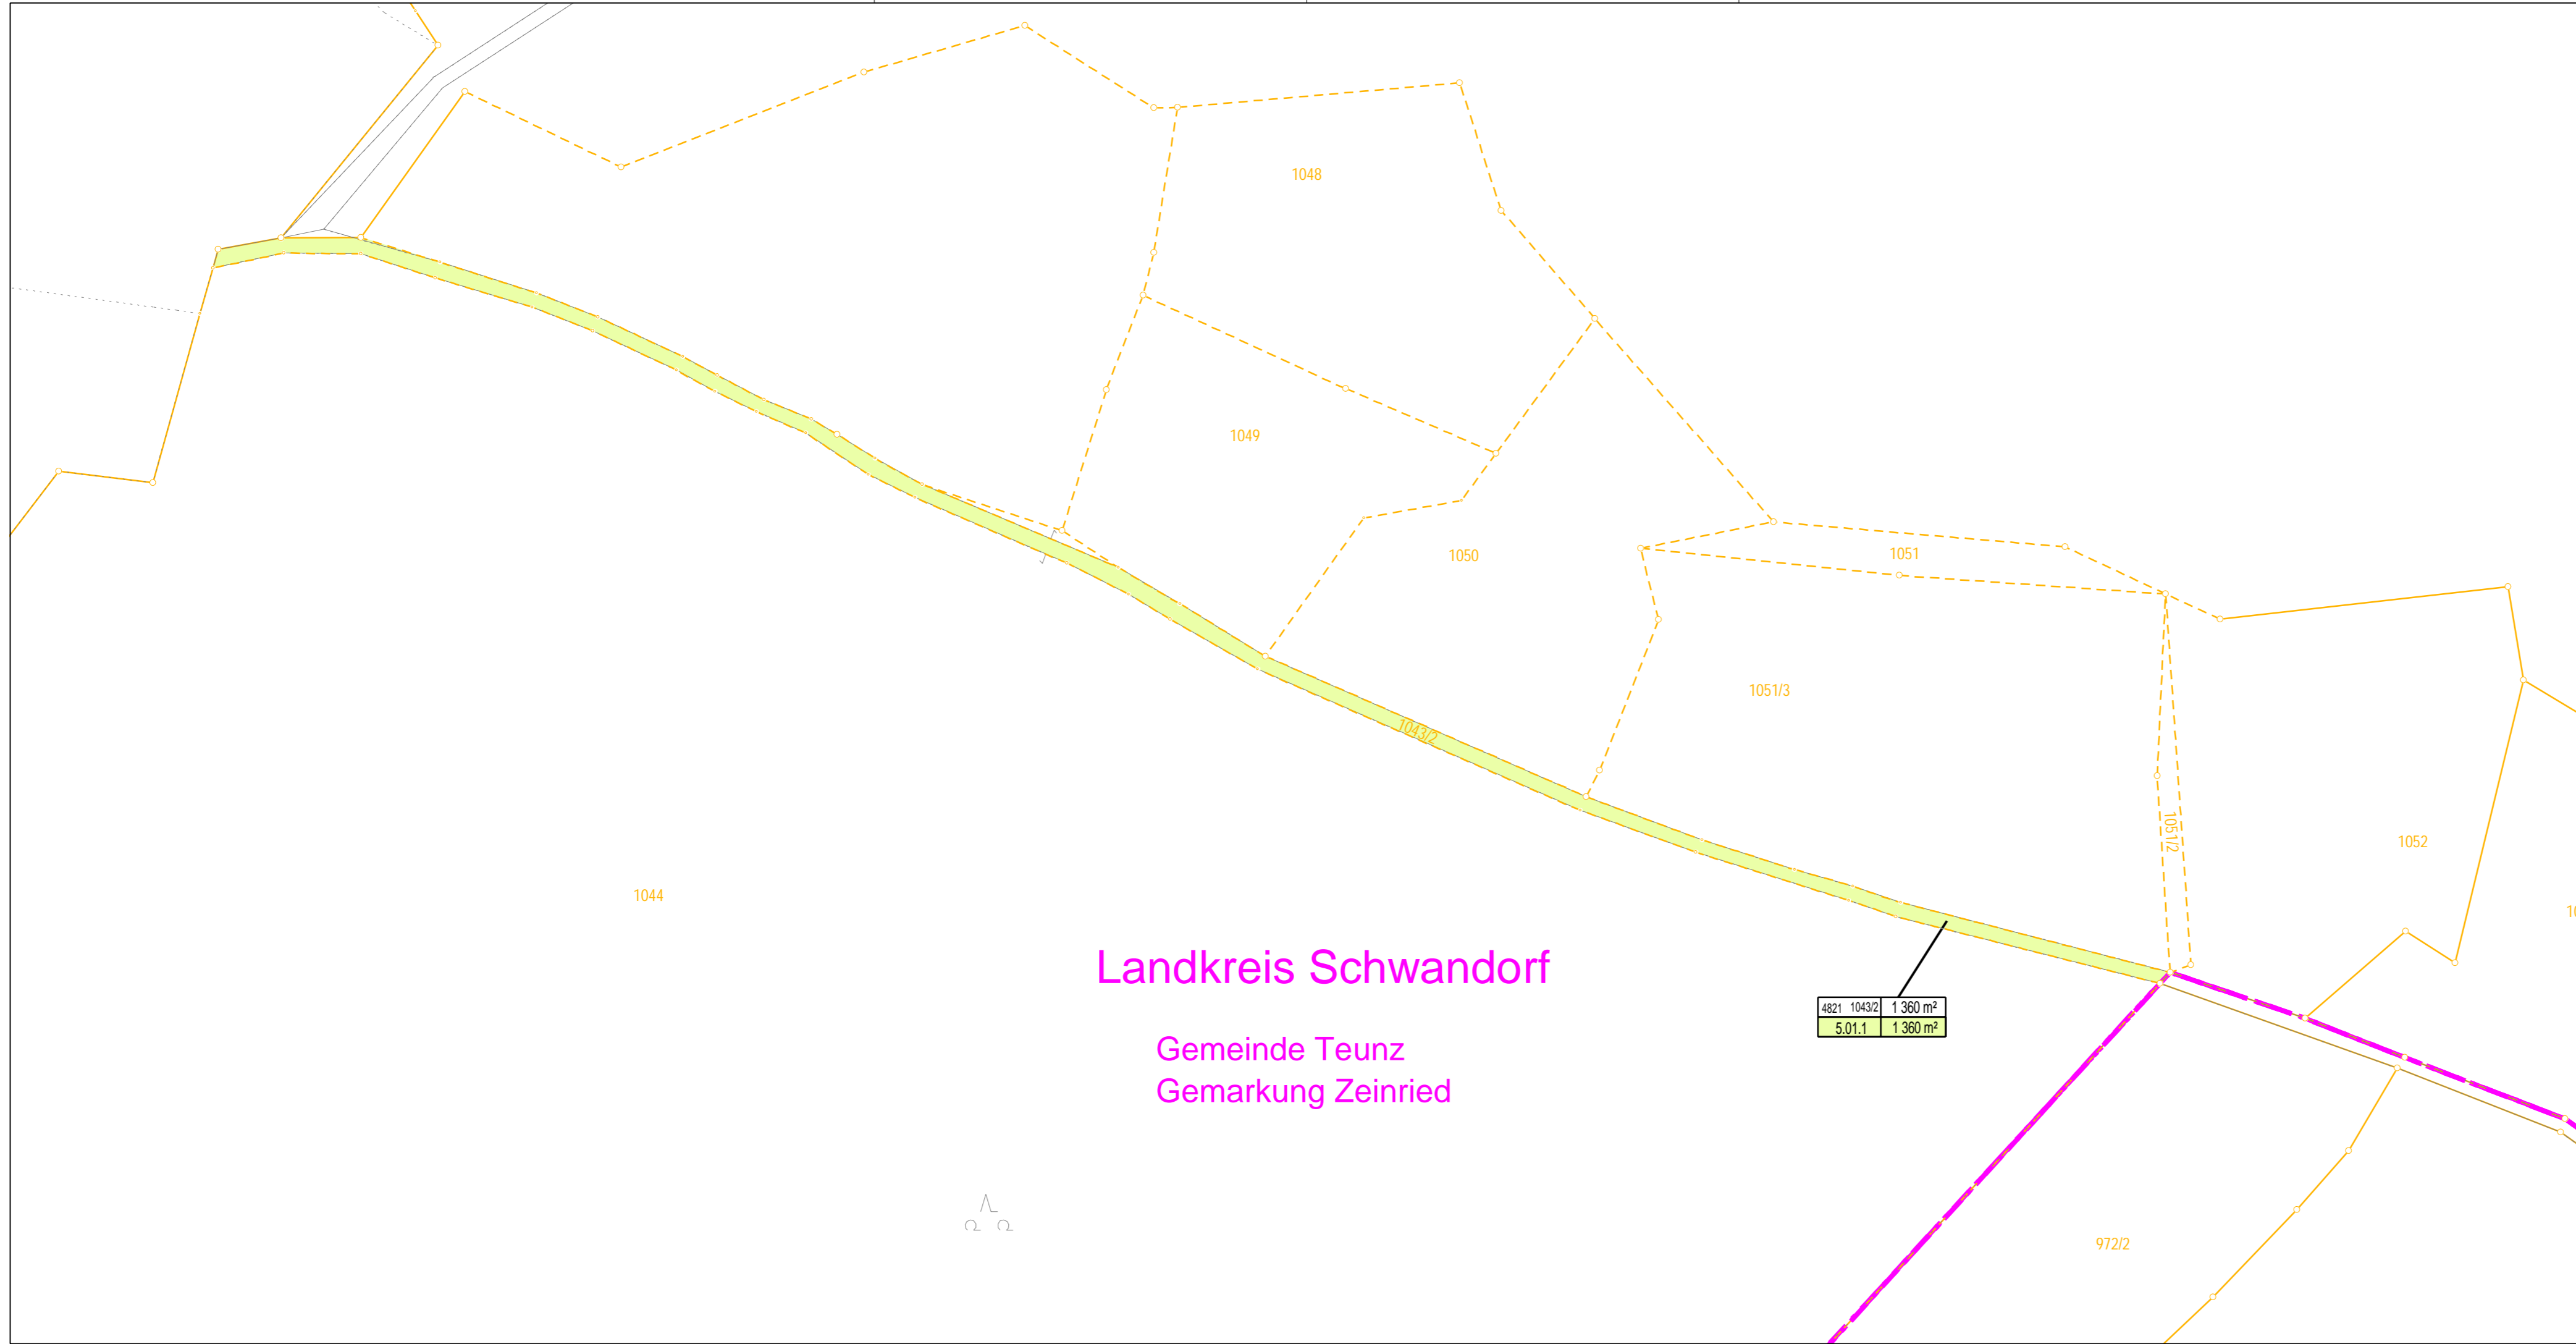 1048
1049
1050
1051
1051/3
1043/2
1051/2
1052
1044
Landkreis Schwandorf
4821 1043/2 1 360 m²
5.01.1 1 360 m²
Gemeinde Teunz
Gemarkung Zeinried
972/2